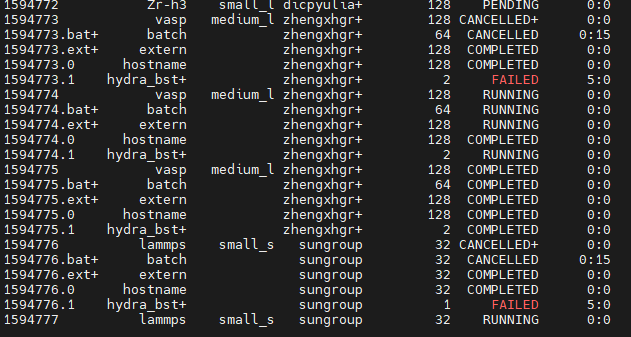 1594772 Zr-h3 small_l dicpyulia+ 128 PENDING 0:0
1594773 vasp medium_l zhengxhgr+ 128 CANCELLED+ 0:0
1594773.bat+ batch zhengxhgr+ 64 CANCELLED 0:15
1594773.ext+ extern zhengxhgr+ 128 COMPLETED 0:0
1594773.0 hostname zhengxhgr+ 128 COMPLETED 0:0
1594773.1 hydra_bst+ zhengxhgr+ 2 FAILED 5:0
1594774 vasp medium_l zhengxhgr+ 128 RUNNING 0:0
1594774.bat+ batch zhengxhgr+ 64 RUNNING 0:0
1594774.ext+ extern zhengxhgr+ 128 RUNNING 0:0
1594774.0 hostname zhengxhgr+ 128 COMPLETED 0:0
1594774.1 hydra_bst+ zhengxhgr+ 2 RUNNING 0:0
1594775 vasp medium_l zhengxhgr+ 128 COMPLETED 0:0
1594775.bat+ batch zhengxhgr+ 64 COMPLETED 0:0
1594775.ext+ extern zhengxhgr+ 128 COMPLETED 0:0
1594775.0 hostname zhengxhgr+ 128 COMPLETED 0:0
1594775.1 hydra_bst+ zhengxhgr+ 2 COMPLETED 0:0
1594776 lammps small_s sungroup 32 CANCELLED+ 0:0
1594776.bat+ batch sungroup 32 CANCELLED 0:15
1594776.ext+ extern sungroup 32 COMPLETED 0:0
1594776.0 hostname sungroup 32 COMPLETED 0:0
1594776.1 hydra_bst+ sungroup 1 FAILED 5:0
1594777 lammps small_s sungroup 32 RUNNING 0:0